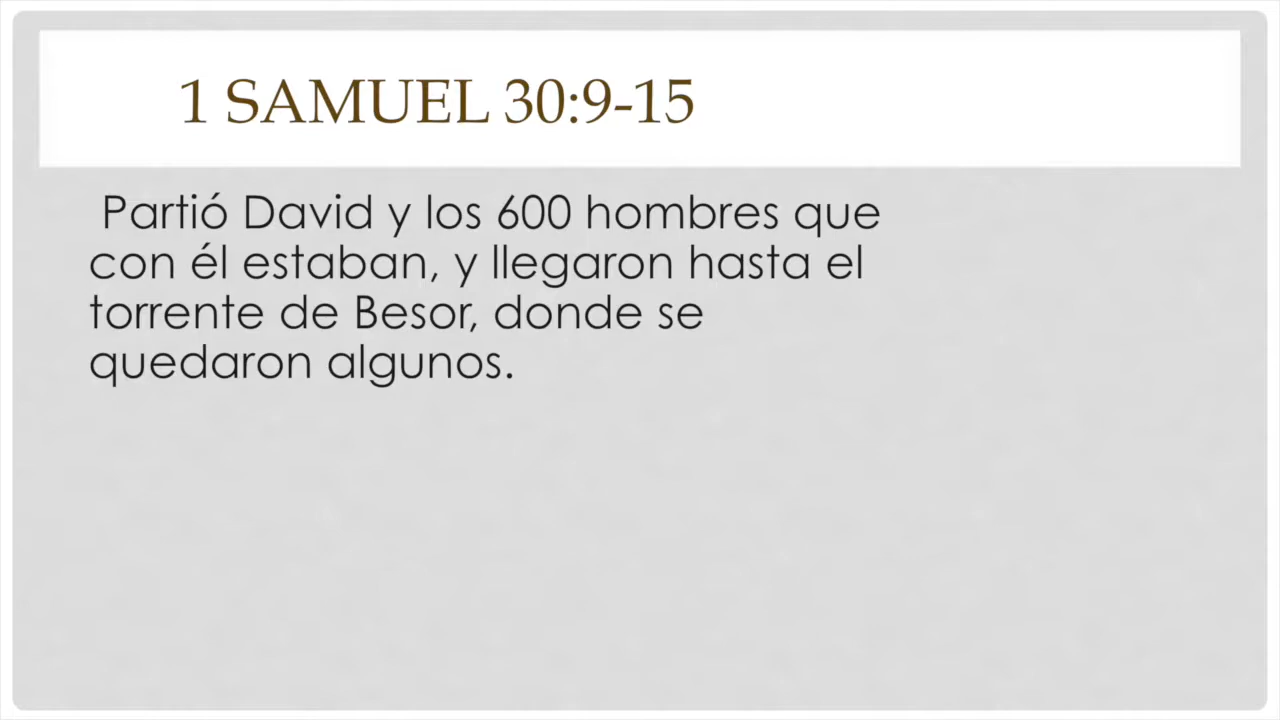 1 SAMUEL 30:9-15
Partió David y los 600 hombres que
con él estaban, y llegaron hasta el
torrente de Besor, donde se
quedaron algunos.